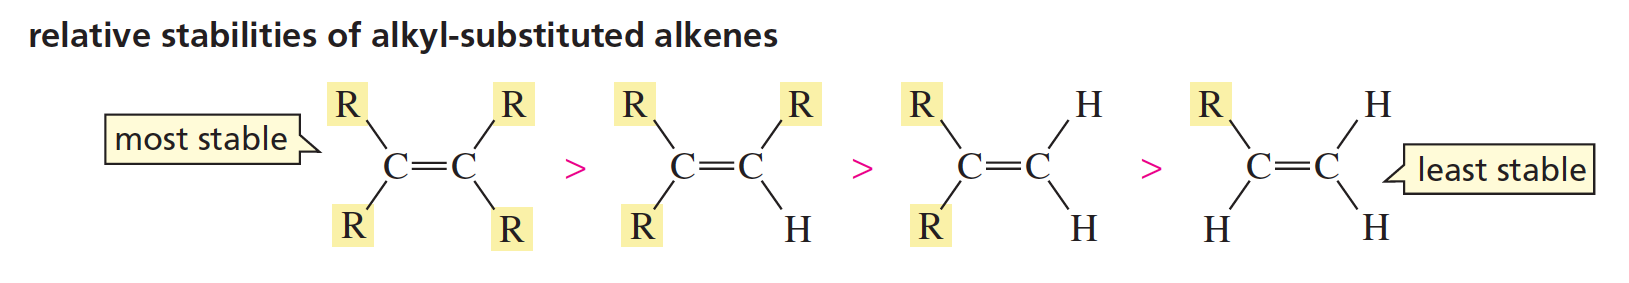 relative stabilities of alkyl-substituted alkenes
R R R R R H R H
most stable C=C > C=C > C=C > C=C least stable
R R R H R H H H